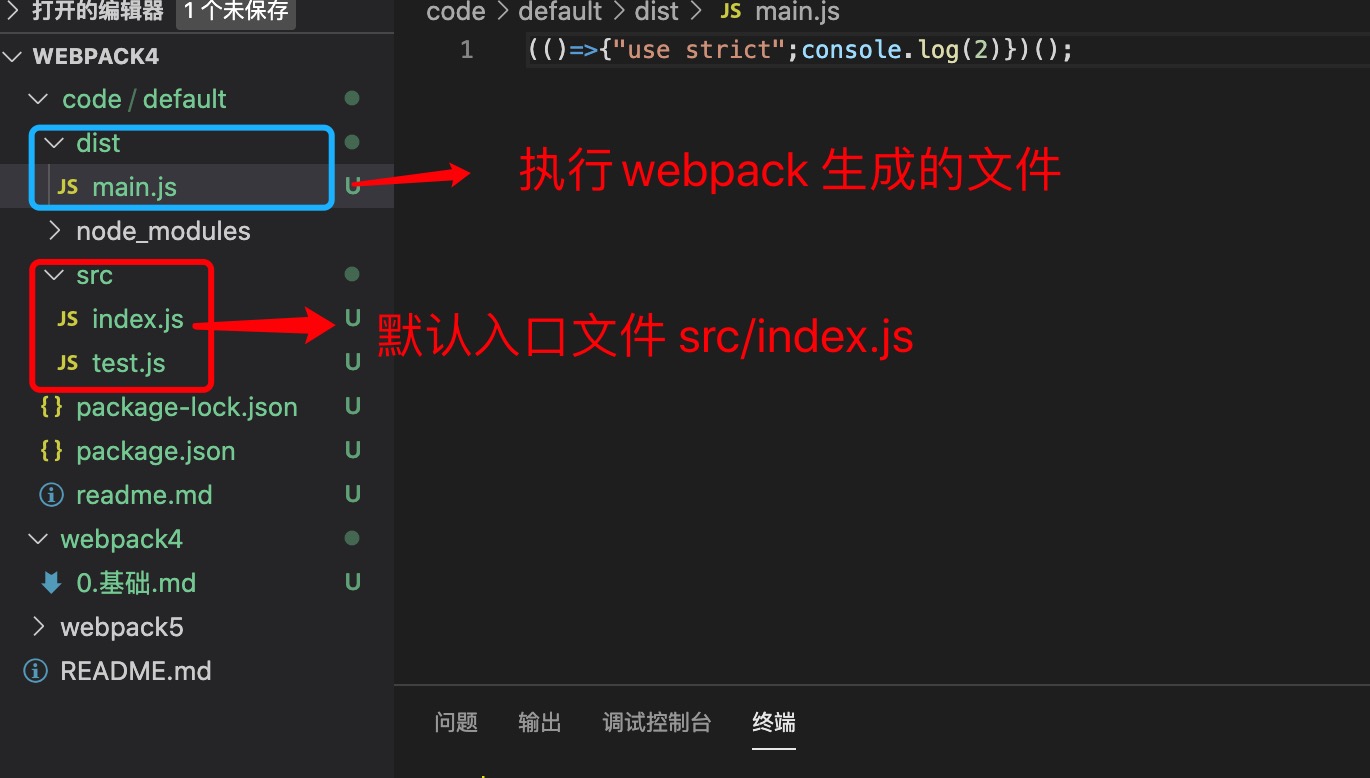 打开的编辑器 1 个未保存
WEBPACK4
code / default
dist
JS main.js U
node_modules
src
JS index.js U
JS test.js U
{} package-lock.json U
{} package.json U
readme.md U
webpack4
0.基础.md U
webpack5
README.md
code > default > dist > JS main.js
1 (()=>{"use strict";console.log(2)})();
执行 webpack 生成的文件
默认入口文件 src/index.js
问题 输出 调试控制台 终端